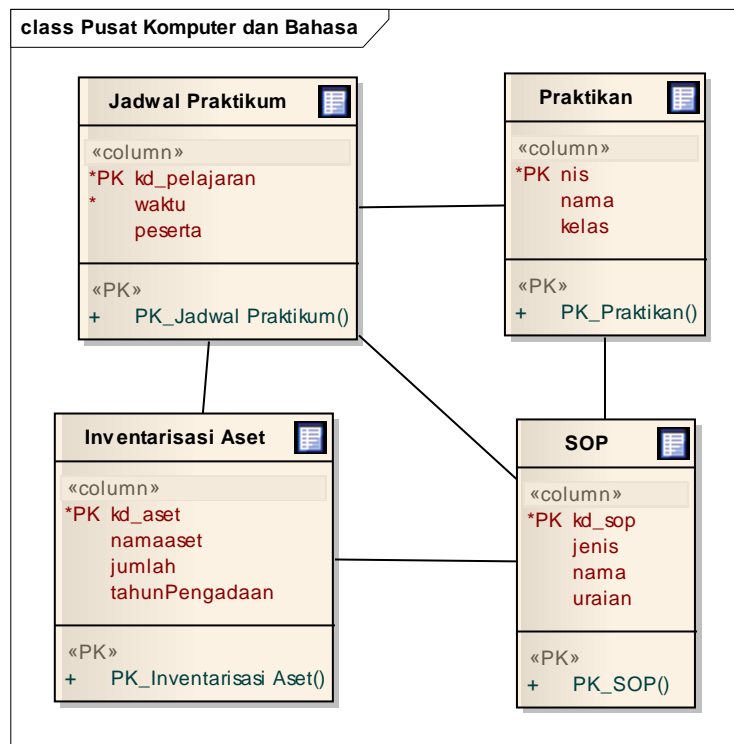 class Pusat Komputer dan Bahasa
Jadwal Praktikum
«column»
*PK kd_pelajaran
* waktu
peserta
«PK»
+ PK_Jadwal Praktikum()
Praktikan
«column»
*PK nis
nama
kelas
«PK»
+ PK_Praktikan()
Inventarisasi Aset
«column»
*PK kd_aset
namaaset
jumlah
tahunPengadaan
«PK»
+ PK_Inventarisasi Aset()
SOP
«column»
*PK kd_sop
jenis
nama
uraian
«PK»
+ PK_SOP()